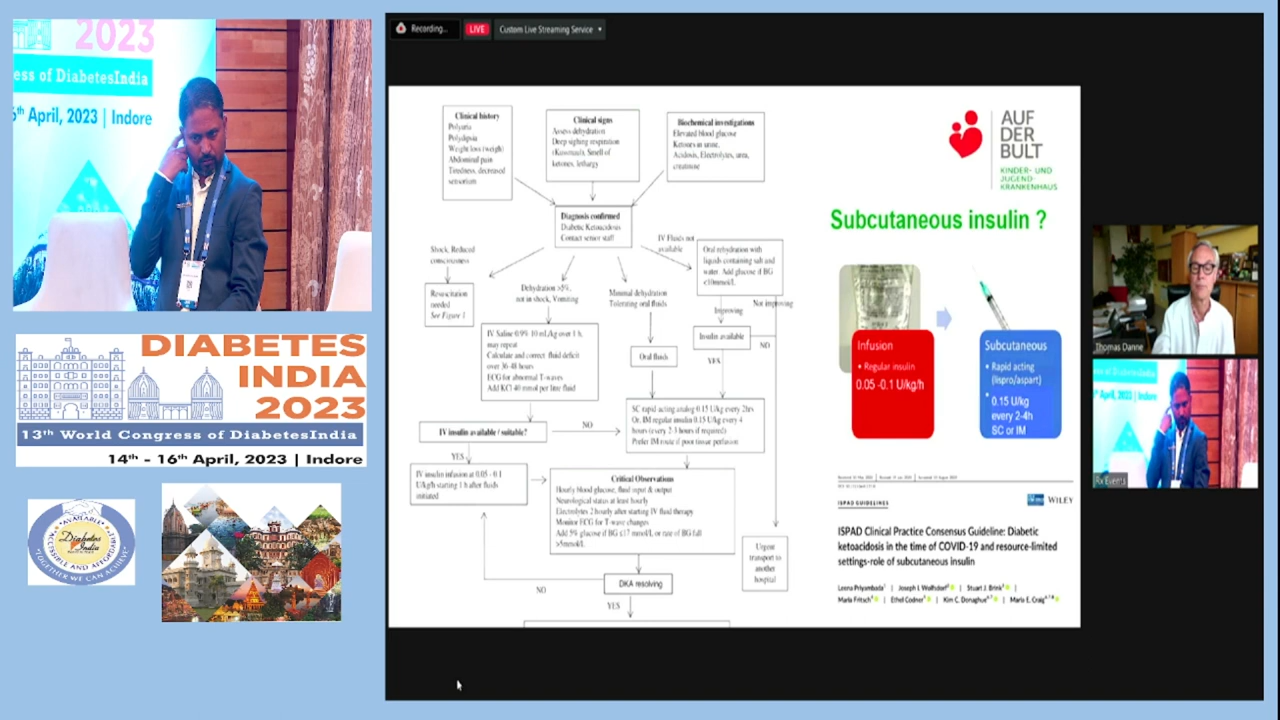 2023
ess of DiabetesIndia
April, 2023 | Indore
DIABETES
INDIA
2023
13th World Congress of DiabetesIndia
14th - 16th April, 2023 | Indore
Diabetes
India
Recording...
LIVE
Custom Live Streaming Service
Clinical history
Polyuria
Polydipsia
Weight loss (weigh)
Abdominal pain
Tiredness, decreased
sensorium
Clinical signs
Assess dehydration
Deep sighing respiration
(Kussmaul), Smell of
ketones, lethargy
Biochemical investigations
Elevated blood glucose
Ketones in urine,
Acidosis, Electrolytes, urea,
creatinine
Diagnosis confirmed
Diabetic Ketoacidosis
Contact senior staff
Shock, Reduced
consciousness
Resuscitation
needed
See Figure 1
Dehydration >5%,
not in shock, Vomiting
Minimal dehydration
Tolerating oral fluids
IV Fluids not
available
Oral rehydration with
liquids containing salt and
water. Add glucose if BG
<10mmol/L
Improving
Not improving
Insulin available
NO
YES
IV Saline 0.9% 10 mL/kg over 1 h,
may repeat
Calculate and correct fluid deficit
over 36-48 hours
ECG for abnormal T-waves
Add KCl 40 mmol per litre fluid
Oral fluids
SC rapid acting analog 0.15 U/kg every 2hrs
Or, IM regular insulin 0.15 U/kg every 4
hours (every 2-3 hours if required)
Prefer IM route if poor tissue perfusion
IV insulin available / suitable?
NO
YES
IV insulin infusion at 0.05 - 0.1
U/kg/h starting 1 h after fluids
initiated
Critical Observations
Hourly blood glucose, fluid input & output
Neurological status at least hourly
Electrolytes 2 hourly after starting IV fluid therapy
Monitor ECG for T-wave changes
Add 5% glucose if BG ≤17 mmol/L or rate of BG fall
>5mmol/L
Urgent
transport to
another
hospital
DKA resolving
NO
YES
AUF
DER
BULT
KINDER- UND
JUGEND-
KRANKENHAUS
Subcutaneous insulin ?
Infusion
• Regular insulin
0.05 -0.1 U/kg/h
Subcutaneous
• Rapid acting
(lispro/aspart)
• 0.15 U/kg
every 2-4h
SC or IM
ISPAD GUIDELINES
WILEY
ISPAD Clinical Practice Consensus Guideline: Diabetic
ketoacidosis in the time of COVID-19 and resource-limited
settings-role of subcutaneous insulin
Leena Priyambada | Joseph I. Wolfsdorf | Stuart J. Brink |
Maria Fritsch | Ethel Codner | Kim C. Donaghue | Maria E. Craig
Thomas Danne